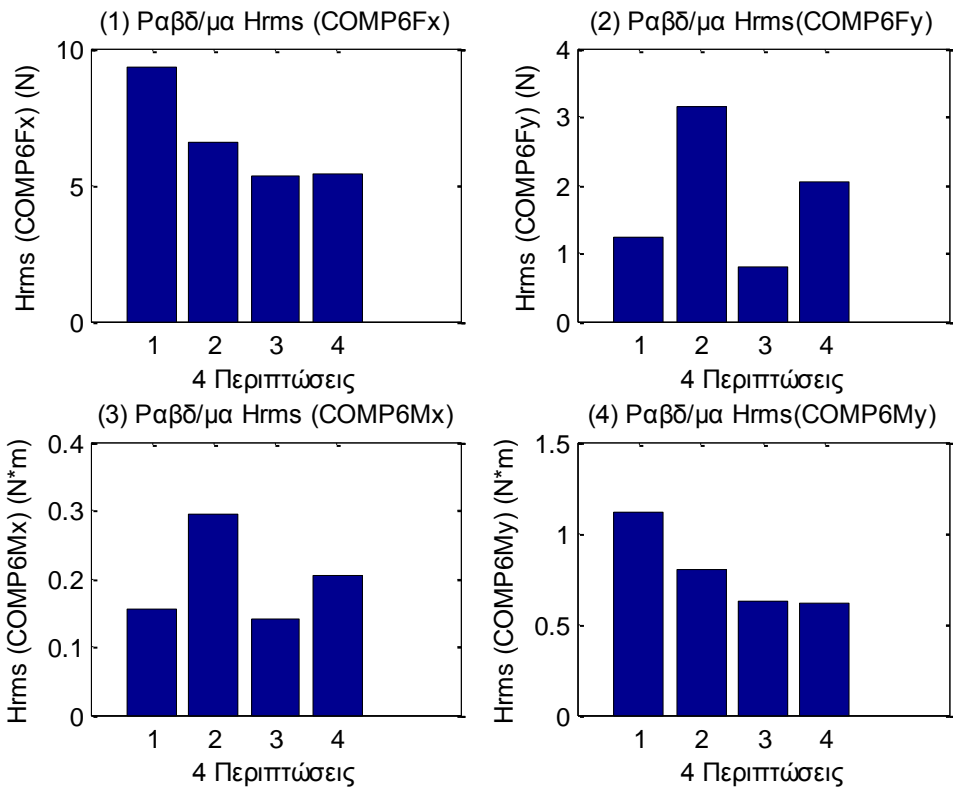 (1) Ραβδ/μα Hrms (COMP6Fx)
Hrms (COMP6Fx) (N)
10
5
0
1 2 3 4
4 Περιπτώσεις
(2) Ραβδ/μα Hrms(COMP6Fy)
Hrms (COMP6Fy) (N)
4
3
2
1
0
1 2 3 4
4 Περιπτώσεις
(3) Ραβδ/μα Hrms (COMP6Mx)
Hrms (COMP6Mx) (N*m)
0.4
0.3
0.2
0.1
0
1 2 3 4
4 Περιπτώσεις
(4) Ραβδ/μα Hrms(COMP6My)
Hrms (COMP6My) (N*m)
1.5
1
0.5
0
1 2 3 4
4 Περιπτώσεις